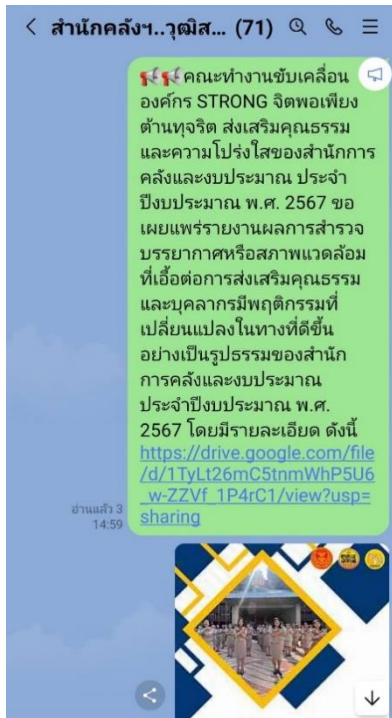 สำนักคลังฯ..วุฒิส... (71)
คณะทำงานขับเคลื่อน
องค์กร STRONG จิตพอเพียง
ต้านทุจริต ส่งเสริมคุณธรรม
และความโปร่งใสของสำนักการ
คลังและงบประมาณ ประจำ
ปีงบประมาณ พ.ศ. 2567 ขอ
เผยแพร่รายงานผลการสำรวจ
บรรยากาศหรือสภาพแวดล้อม
ที่เอื้อต่อการส่งเสริมคุณธรรม
และบุคลากรมีพฤติกรรมที่
เปลี่ยนแปลงในทางที่ดีขึ้น
อย่างเป็นรูปธรรมของสำนัก
การคลังและงบประมาณ
ประจำปีงบประมาณ พ.ศ.
2567 โดยมีรายละเอียด ดังนี้
https://drive.google.com/file
/d/1TyLt26mC5tnmWhP5U6
_w-ZZVf_1P4rC1/view?usp=
sharing
อ่านแล้ว 3
14:59